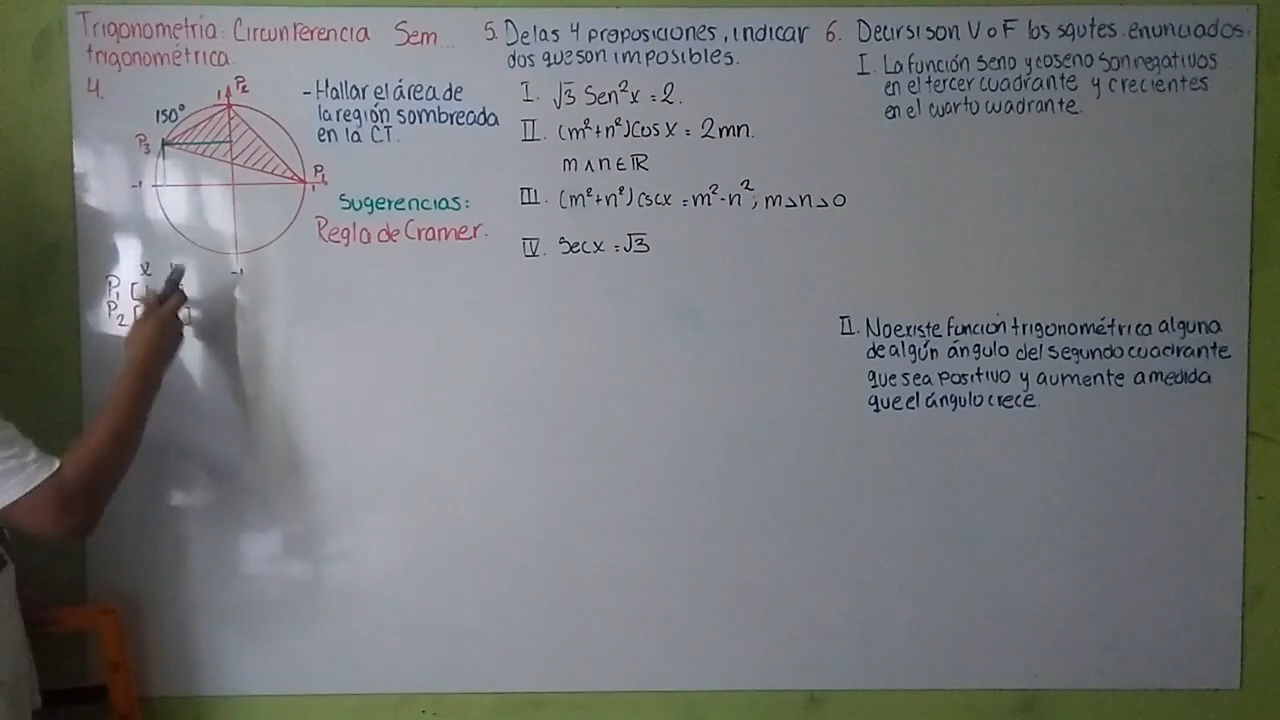 Trigonometría: Circunferencia Sem...
trigonométrica.
4.
P2
1
150°
P3
P1
-1
1
-1
- Hallar el área de
la región sombreada
en la CT.
Sugerencias:
Regla de Cramer.
x
P1 [
P2 [ ]
5. De las 4 proposiciones, indicar
dos que son imposibles.
I. √3 Sen²x = 2.
II. (m²+n²)Cos x = 2mn.
m ∧ n ∈ ℝ
III. (m²+n²) cscx = m²-n²; m>n>0
IV. Secx = √3
6. Decir si son V o F los sgutes. enunciados.
I. La función seno y coseno son negativos
en el tercer cuadrante y crecientes
en el cuarto cuadrante.
II. No existe función trigonométrica alguna
de algún ángulo del segundo cuadrante
que sea positivo y aumente a medida
que el ángulo crece.